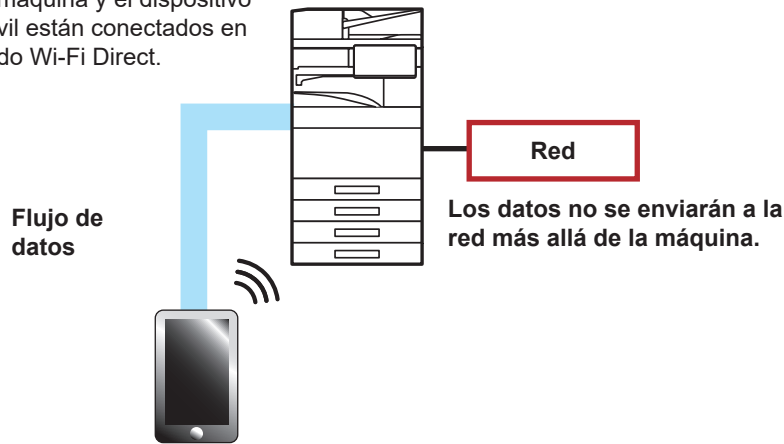 máquina y el dispositivo
vil están conectados en
do Wi-Fi Direct.
Red
Flujo de
datos
Los datos no se enviarán a la
red más allá de la máquina.